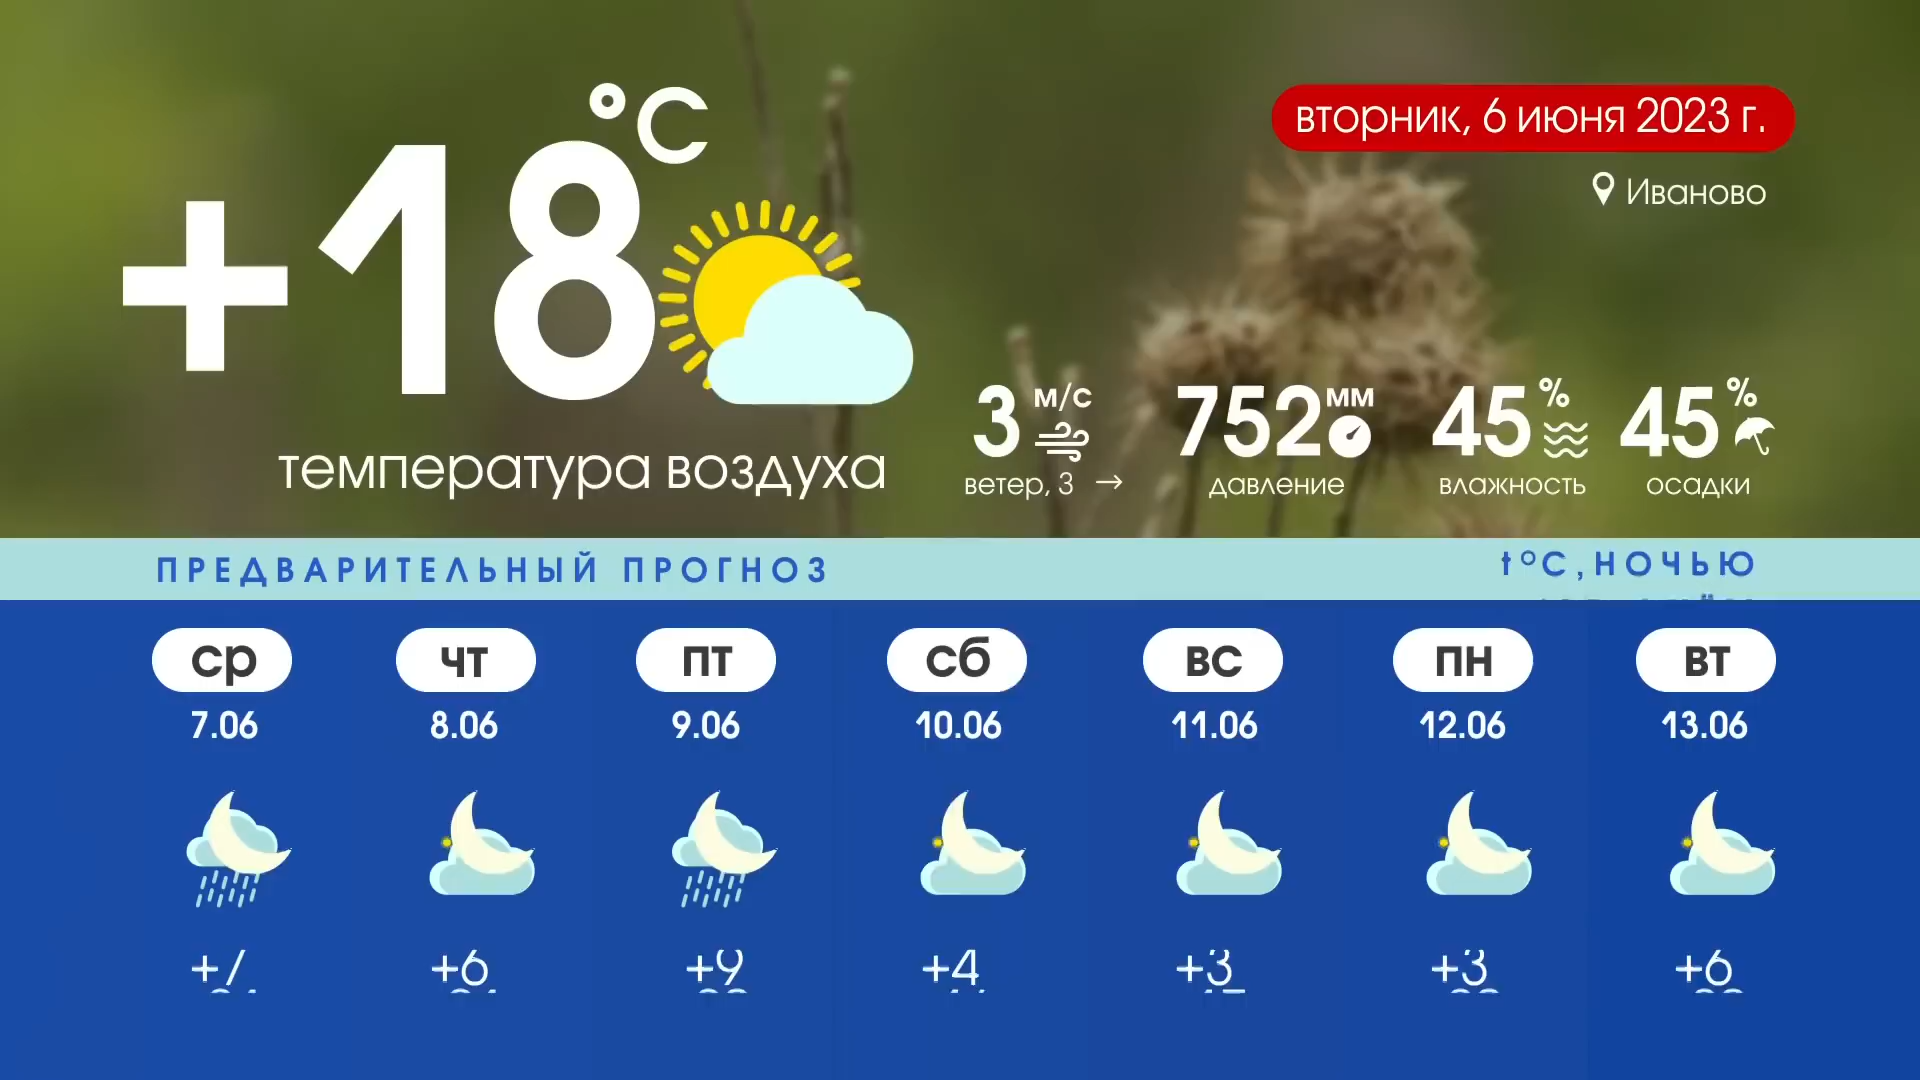 °C
+18
температура воздуха
вторник, 6 июня 2023 г.
Иваново
3 м/с
ветер, 3 →
752 мм
давление
45 %
влажность
45 %
осадки
ПРЕДВАРИТЕЛЬНЫЙ ПРОГНОЗ
t°C, НОЧЬЮ
ср чт пт сб вс пн вт
7.06 8.06 9.06 10.06 11.06 12.06 13.06
+7 +6 +9 +4 +3 +3 +6